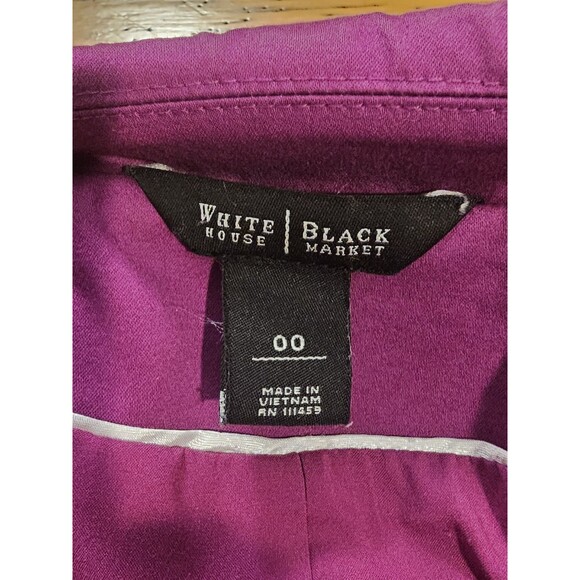 WHITE | BLACK
HOUSE | MARKET
00
MADE IN
VIETNAM
RN 111459